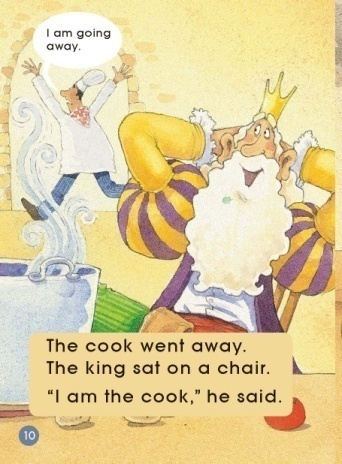 I am going
away.
The cook went away.
The king sat on a chair.
“I am the cook,” he said.
10